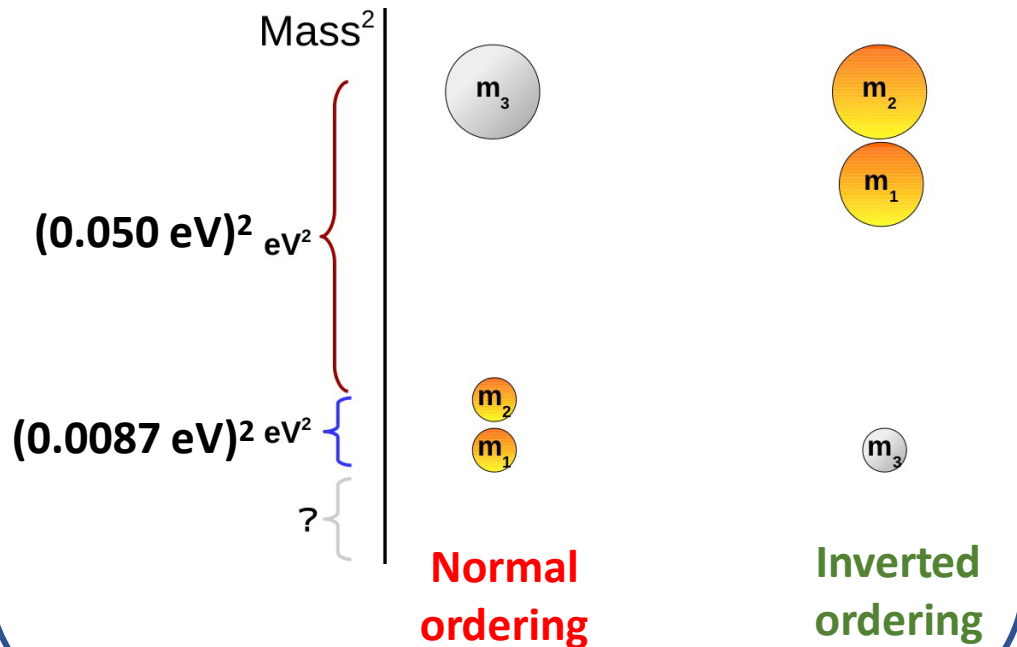 Mass²
m₃
m₂
m₁
(0.050 eV)² eV²
m₂
(0.0087 eV)² eV²
m₁
m₃
?
Normal
ordering
Inverted
ordering